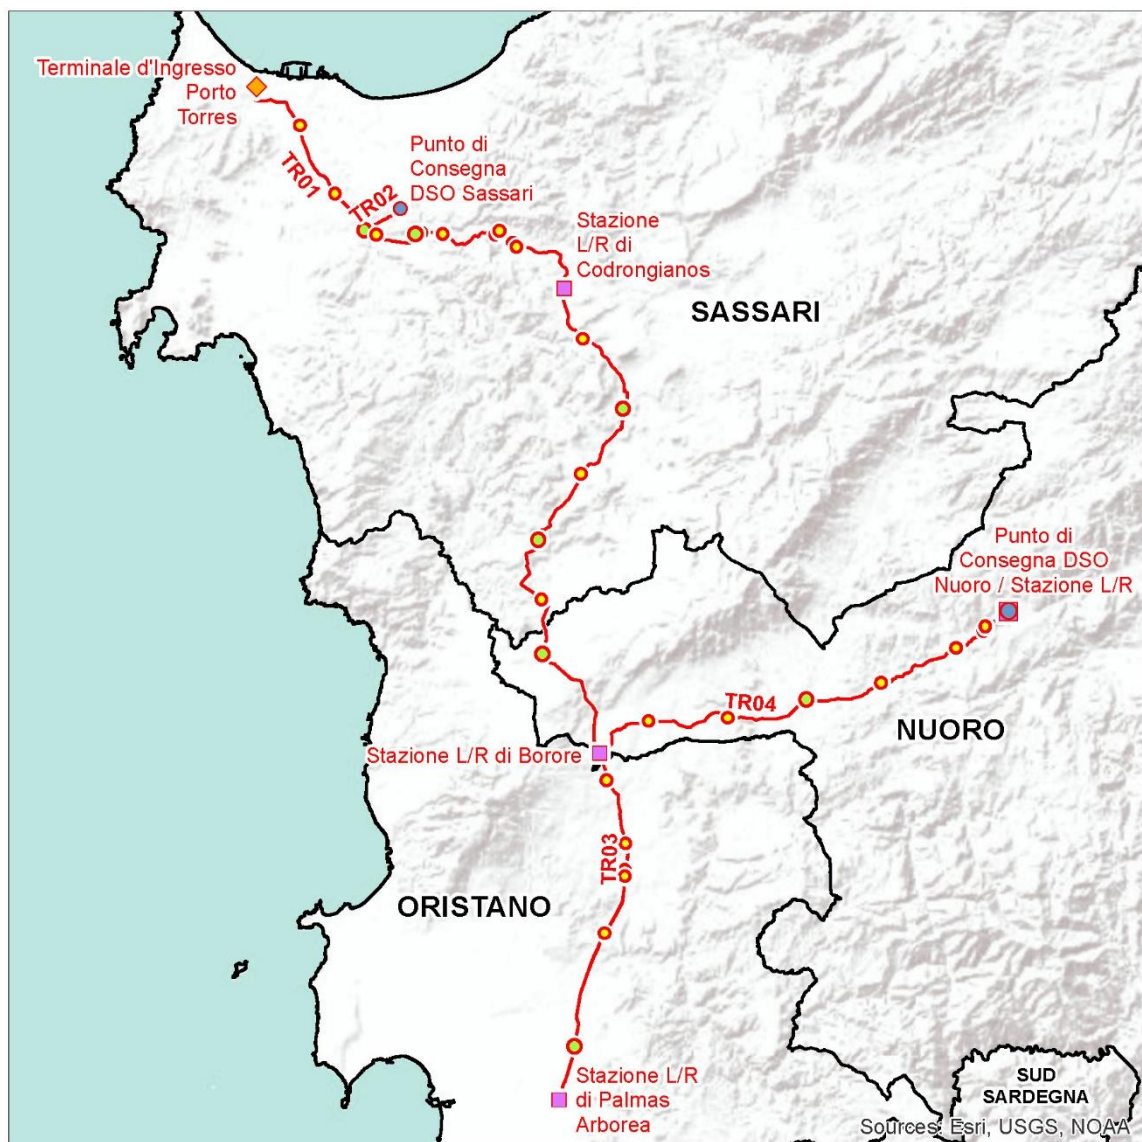 Terminale d'Ingresso
Porto
Torres
Punto di
Consegna
DSO Sassari
TR01
TR02
Stazione
L/R di
Codrongianos
SASSARI
Punto di
Consegna DSO
Nuoro / Stazione L/R
TR04
NUORO
Stazione L/R di Borore
TR03
ORISTANO
Stazione L/R
di Palmas
Arborea
SUD
SARDEGNA
Sources: Esri, USGS, NOAA